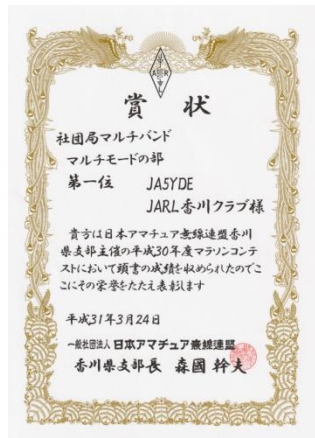 賞状
社団局マルチバンド
マルチモードの部
第一位 JA5YDE
JARL香川クラブ様
貴方は日本アマチュア無線連盟香川
県支部主催の平成30年度マラソンコンテ
ストにおいて頭書の成績を収められたのでこ
こにその栄誉をたたえ表彰します
平成31年3月24日
一般社団法人 日本アマチュア無線連盟
香川県支部長 森國幹夫